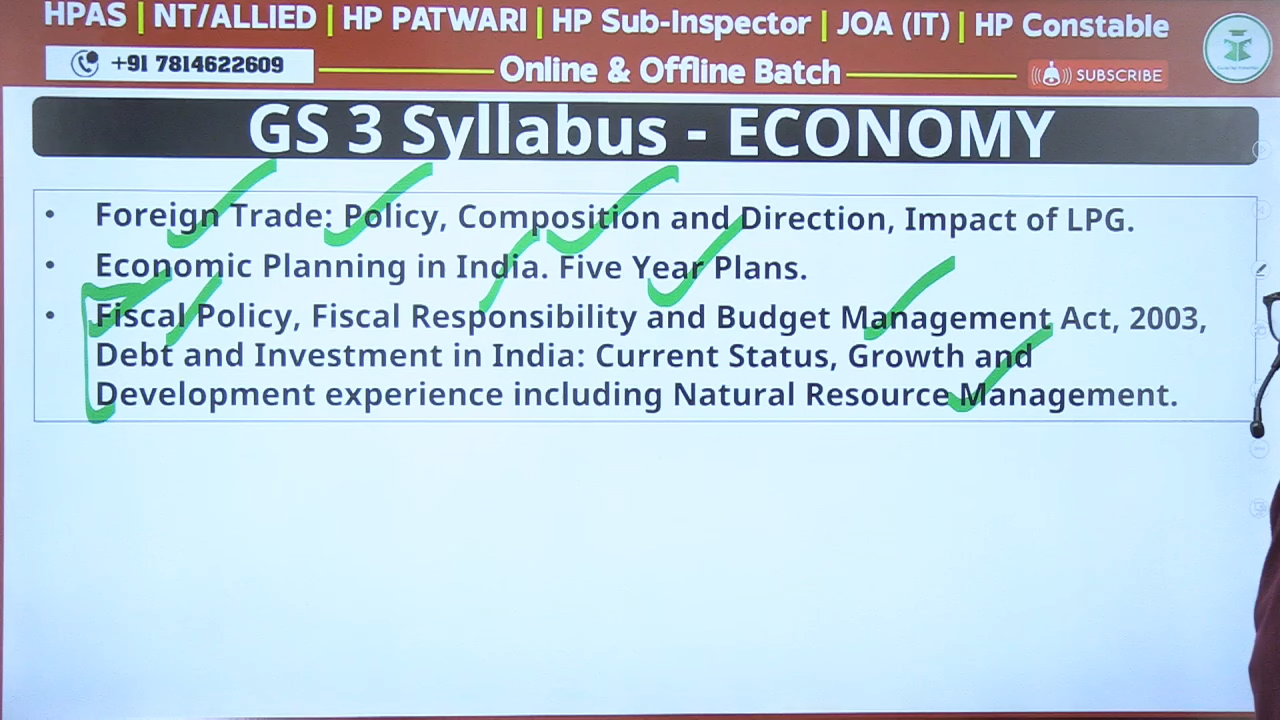 HPAS | NT/ALLIED | HP PATWARI | HP Sub-Inspector | JOA (IT) | HP Constable
+91 7814622609
Online & Offline Batch
SUBSCRIBE
GS 3 Syllabus - ECONOMY
• Foreign Trade: Policy, Composition and Direction, Impact of LPG.
• Economic Planning in India. Five Year Plans.
• Fiscal Policy, Fiscal Responsibility and Budget Management Act, 2003,
Debt and Investment in India: Current Status, Growth and
Development experience including Natural Resource Management.